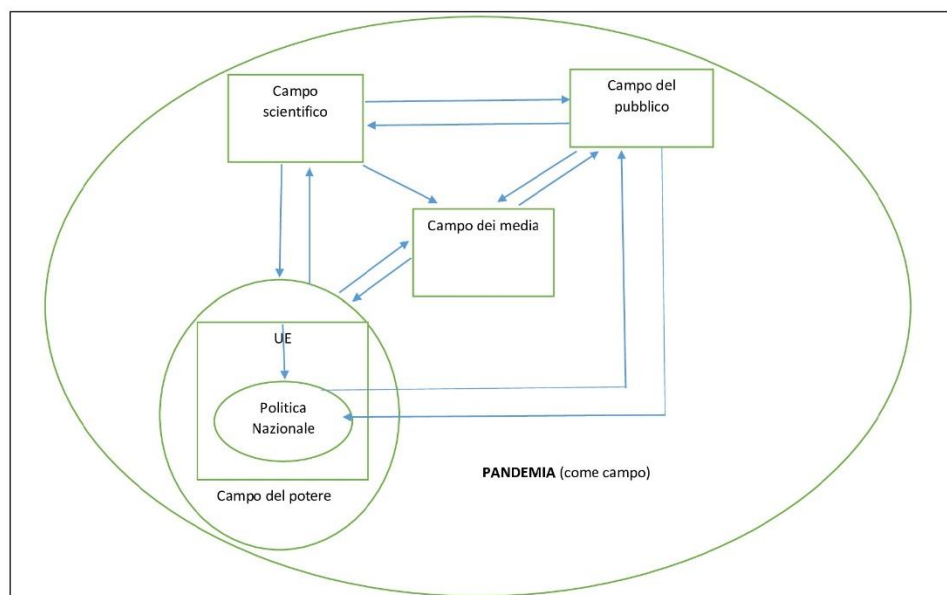 Campo
scientifico
Campo del
pubblico
Campo dei media
UE
Politica
Nazionale
PANDEMIA (come campo)
Campo del potere